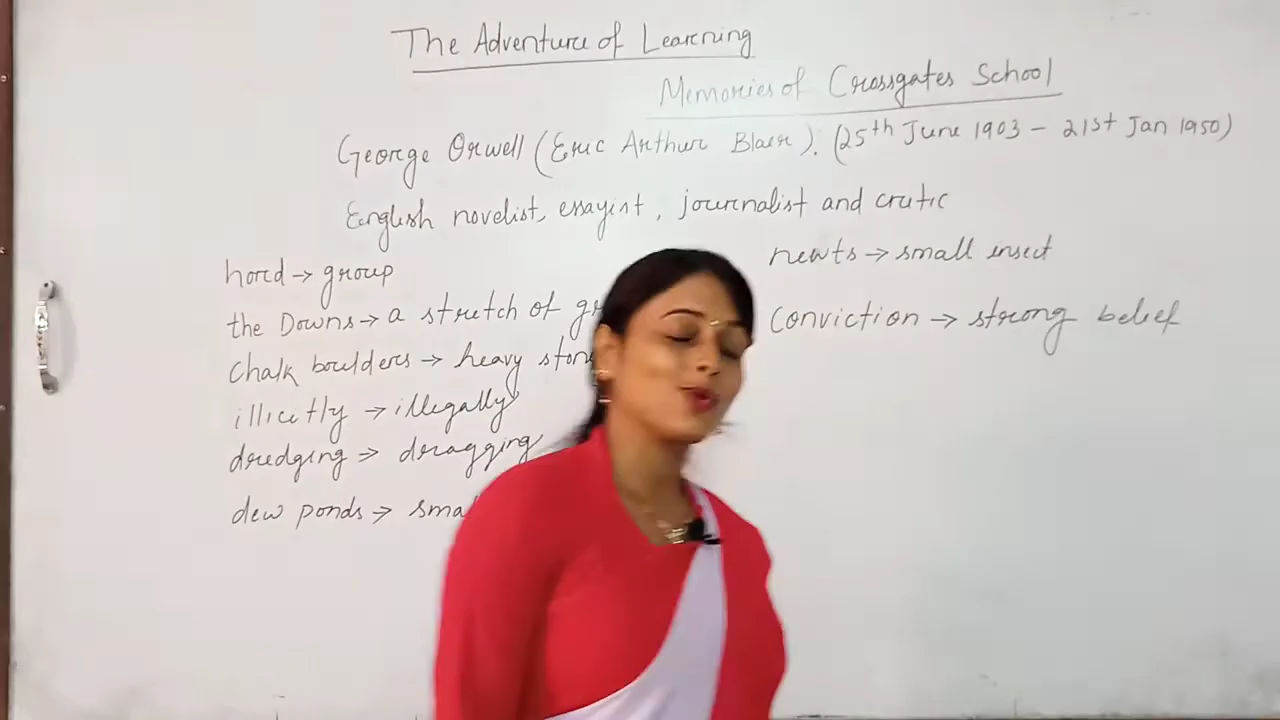 The Adventure of Learning
Memories of Crossgates School
George Orwell (Eric Arthur Blair). (25th June 1903 - 21st Jan 1950)
English novelist, essayist, journalist and critic
hord → group
the Downs → a stretch of
chalk boulders → heavy
illicitly → illegally
dredging → dragging
dew ponds →
newts → small insect
Conviction → strong belief